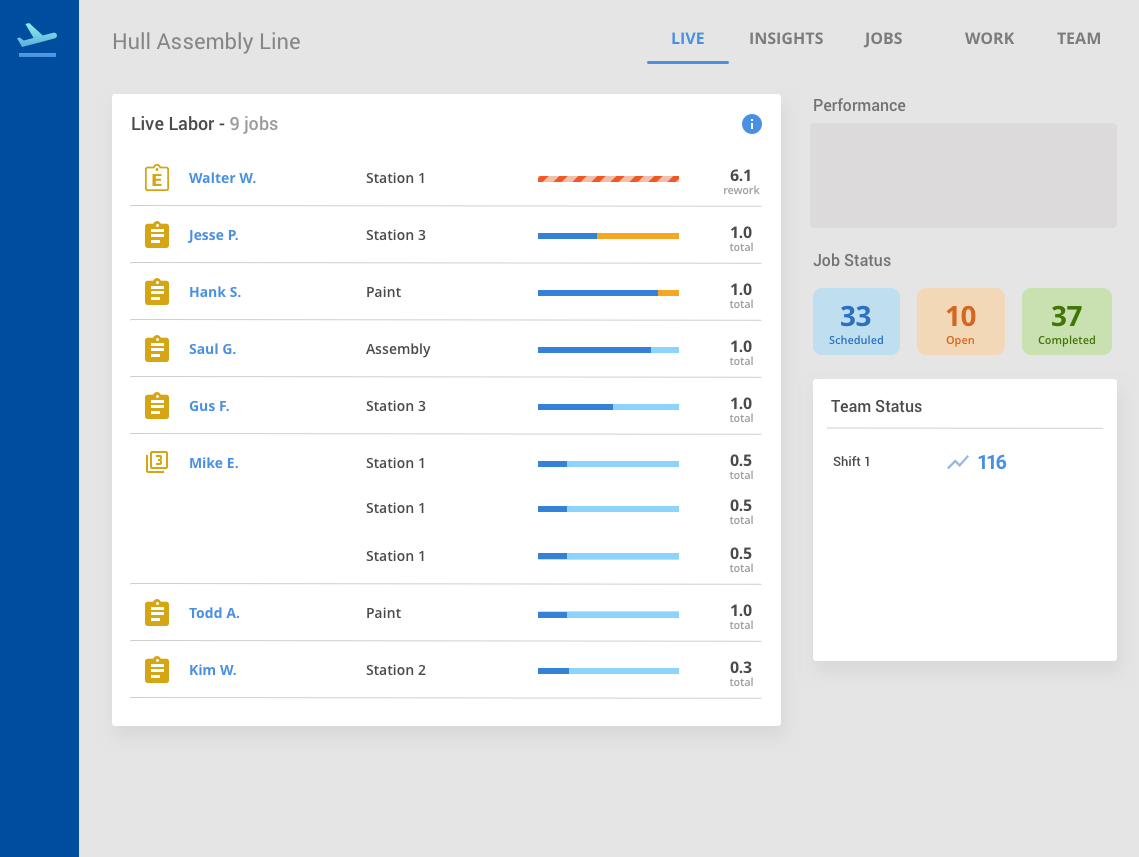 Hull Assembly Line
LIVE INSIGHTS JOBS WORK TEAM
Live Labor - 9 jobs
i
E Walter W. Station 1 6.1
rework
Jesse P. Station 3 1.0
total
Hank S. Paint 1.0
total
Saul G. Assembly 1.0
total
Gus F. Station 3 1.0
total
3 Mike E. Station 1 0.5
total
Station 1 0.5
total
Station 1 0.5
total
Todd A. Paint 1.0
total
Kim W. Station 2 0.3
total
Performance
Job Status
33 10 37
Scheduled Open Completed
Team Status
Shift 1 116